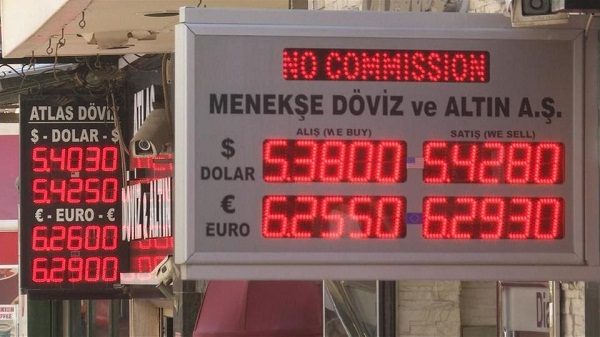 ATLAS DÖVİZ
$ - DOLAR - $
5.4030
5.4250
€ - EURO - €
6.2600
6.2900
ATLAS
NO COMMISSION
MENEKŞE DÖVİZ ve ALTIN A.Ş.
ALIŞ (WE BUY) SATIŞ (WE SELL)
$ DOLAR 5.3800 5.4280
€ EURO 6.2550 6.2930